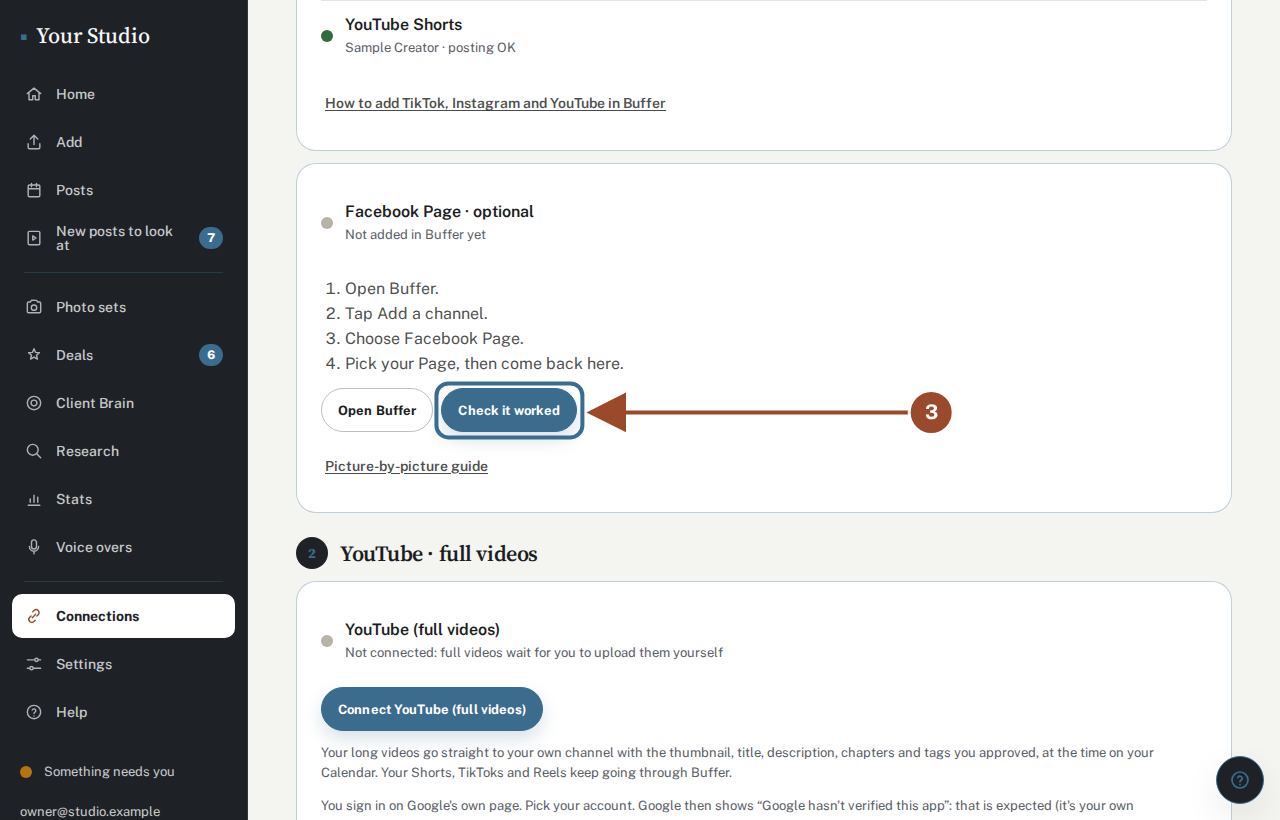 Your Studio
Home
Add
Posts
New posts to look
at
7
Photo sets
Deals
6
Client Brain
Research
Stats
Voice overs
Connections
Settings
Help
Something needs you
owner@studio.example
YouTube Shorts
Sample Creator · posting OK
How to add TikTok, Instagram and YouTube in Buffer
Facebook Page · optional
Not added in Buffer yet
1. Open Buffer.
2. Tap Add a channel.
3. Choose Facebook Page.
4. Pick your Page, then come back here.
Open Buffer
Check it worked
3
Picture-by-picture guide
2
YouTube · full videos
YouTube (full videos)
Not connected: full videos wait for you to upload them yourself
Connect YouTube (full videos)
Your long videos go straight to your own channel with the thumbnail, title, description, chapters and tags you approved, at the time on your
Calendar. Your Shorts, TikToks and Reels keep going through Buffer.
You sign in on Google's own page. Pick your account. Google then shows “Google hasn't verified this app”: that is expected (it's your own